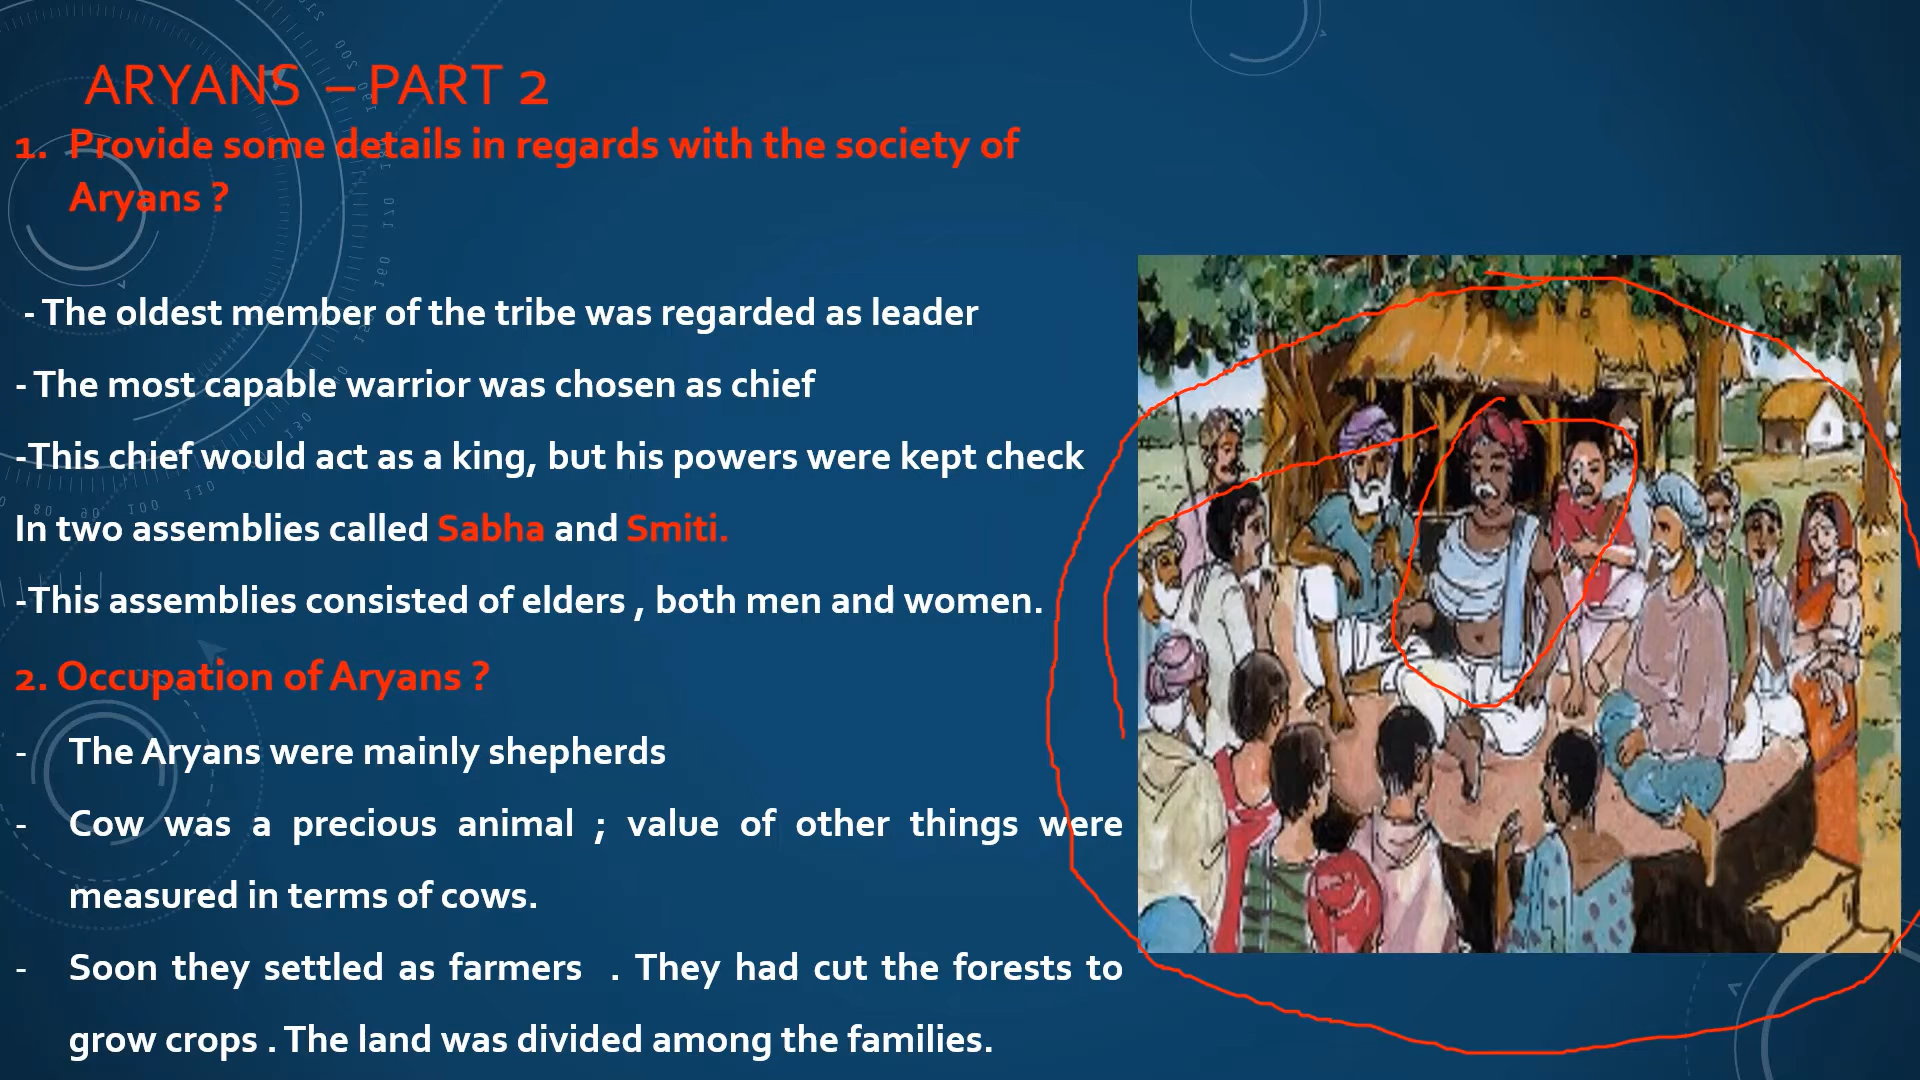 ARYANS – PART 2
1. Provide some details in regards with the society of
Aryans ?
- The oldest member of the tribe was regarded as leader
- The most capable warrior was chosen as chief
-This chief would act as a king, but his powers were kept check
In two assemblies called Sabha and Smiti.
-This assemblies consisted of elders , both men and women.
2. Occupation of Aryans ?
- The Aryans were mainly shepherds
- Cow was a precious animal ; value of other things were
measured in terms of cows.
- Soon they settled as farmers . They had cut the forests to
grow crops . The land was divided among the families.